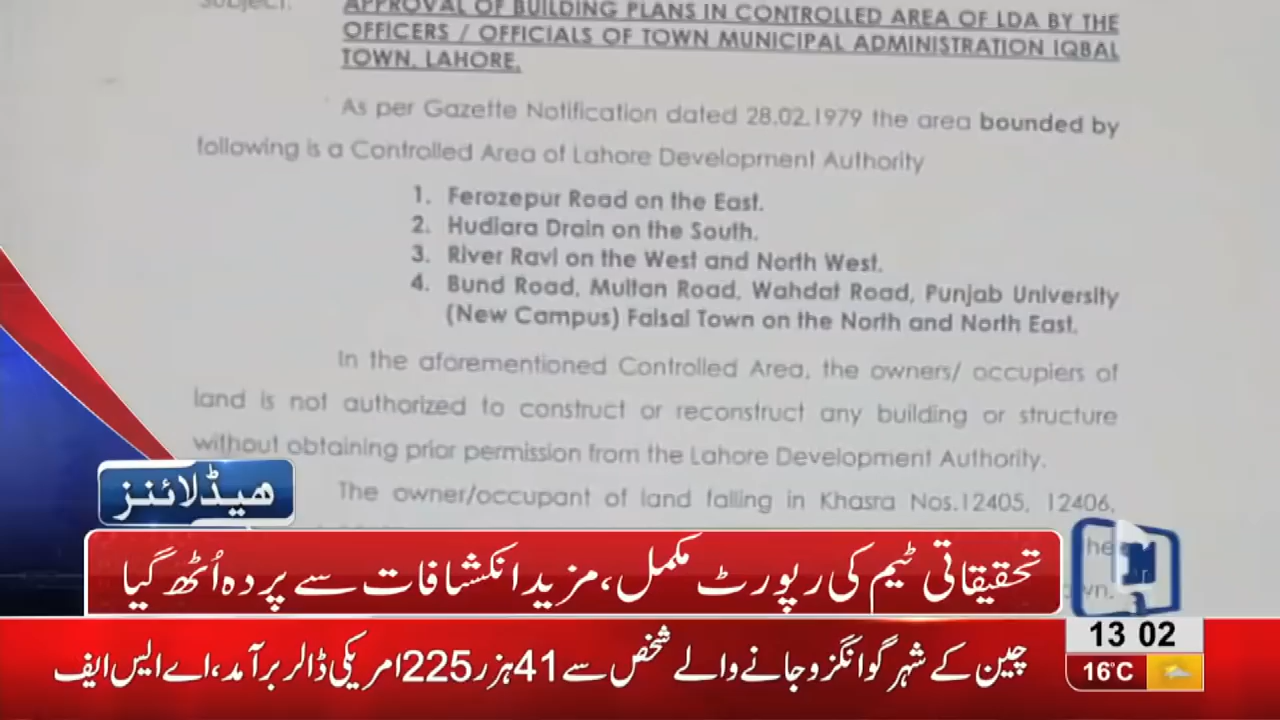 Subject:
APPROVAL OF BUILDING PLANS IN CONTROLLED AREA OF LDA BY THE
OFFICERS / OFFICIALS OF TOWN MUNICIPAL ADMINISTRATION IQBAL
TOWN, LAHORE.
As per Gazette Notification dated 28.02.1979 the area bounded by
following is a Controlled Area of Lahore Development Authority
1. Ferozepur Road on the East.
2. Hudiara Drain on the South.
3. River Ravi on the West and North West.
4. Bund Road, Multan Road, Wahdat Road, Punjab University
(New Campus) Faisal Town on the North and North East.
In the aforementioned Controlled Area, the owners/ occupiers of
land is not authorized to construct or reconstruct any building or structure
without obtaining prior permission from the Lahore Development Authority.
The owner/occupant of land falling in Khasra Nos.12405, 12406,
ہیڈلائنز
تحقیقاتی ٹیم کی رپورٹ مکمل، مزید انکشافات سے پردہ اُٹھ گیا
13 02
چین کے شہر گوانگزو جانے والے شخص سے 41 ہزر 225 امریکی ڈالر برآمد، اے ایس ایف
16°C